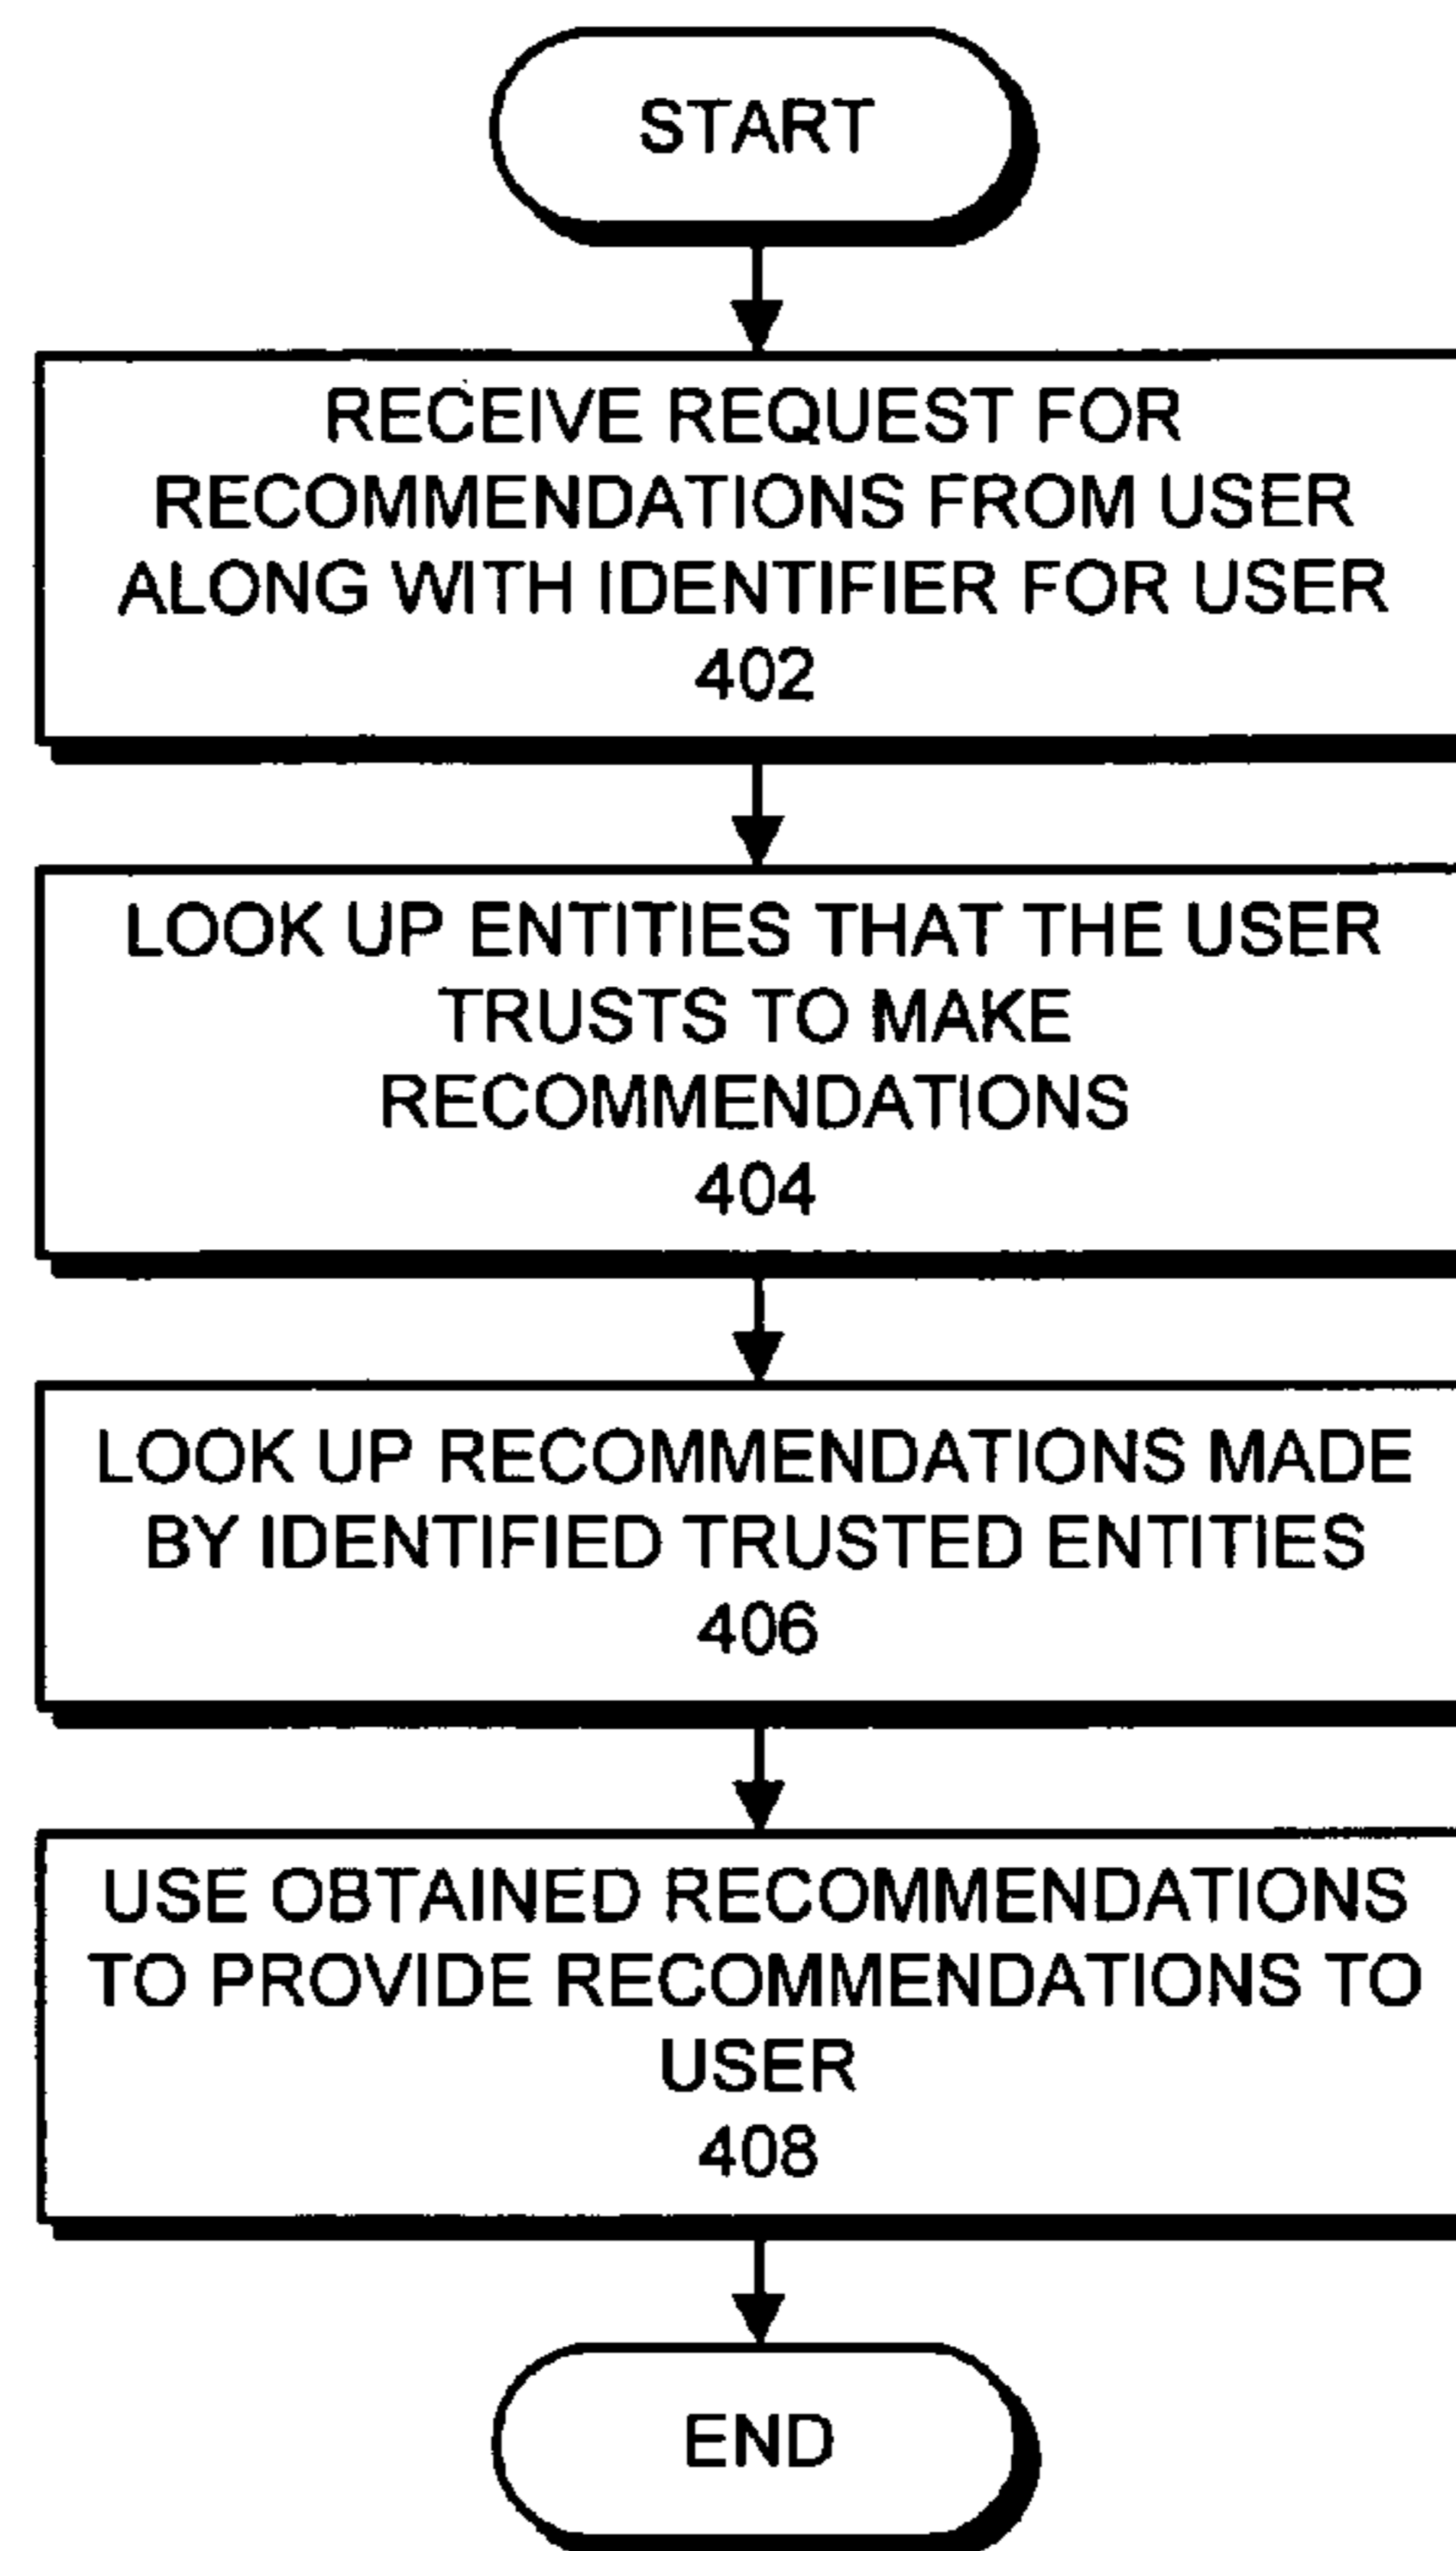 START
RECEIVE REQUEST FOR
RECOMMENDATIONS FROM USER
ALONG WITH IDENTIFIER FOR USER
402
LOOK UP ENTITIES THAT THE USER
TRUSTS TO MAKE
RECOMMENDATIONS
404
LOOK UP RECOMMENDATIONS MADE
BY IDENTIFIED TRUSTED ENTITIES
406
USE OBTAINED RECOMMENDATIONS
TO PROVIDE RECOMMENDATIONS TO
USER
408
END